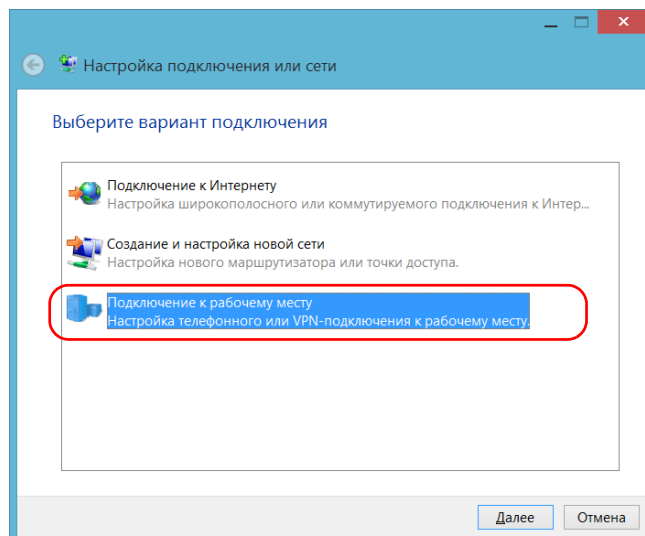 Настройка подключения или сети
Выберите вариант подключения
Подключение к Интернету
Настройка широкополосного или коммутируемого подключения к Интер...
Создание и настройка новой сети
Настройка нового маршрутизатора или точки доступа.
Подключение к рабочему месту
Настройка телефонного или VPN-подключения к рабочему месту.
Далее
Отмена